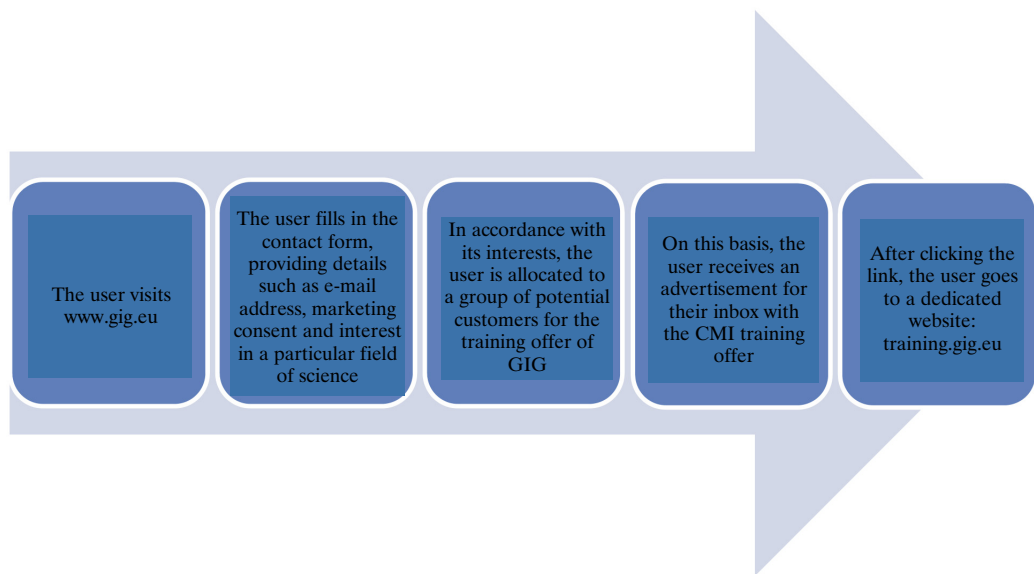 The user visits
www.gig.eu
The user fills in the
contact form,
providing details
such as e-mail
address, marketing
consent and interest
in a particular field
of science
In accordance with
its interests, the
user is allocated to
a group of potential
customers for the
training offer of
GIG
On this basis, the
user receives an
advertisement for
their inbox with
the CMI training
offer
After clicking the
link, the user goes
to a dedicated
website:
training.gig.eu